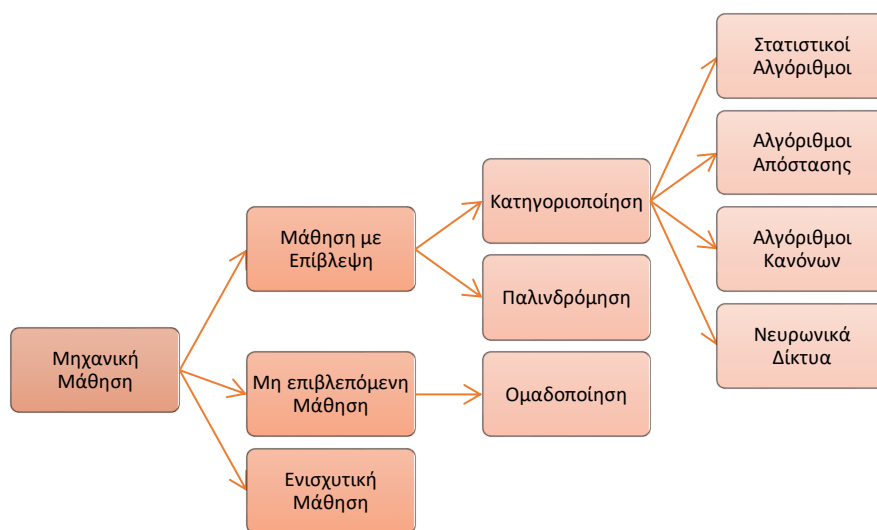 Μηχανική
Μάθηση
Μάθηση με
Επίβλεψη
Κατηγοριοποίηση
Στατιστικοί
Αλγόριθμοι
Αλγόριθμοι
Απόστασης
Αλγόριθμοι
Κανόνων
Νευρωνικά
Δίκτυα
Παλινδρόμηση
Μη επιβλεπόμενη
Μάθηση
Ομαδοποίηση
Ενισχυτική
Μάθηση